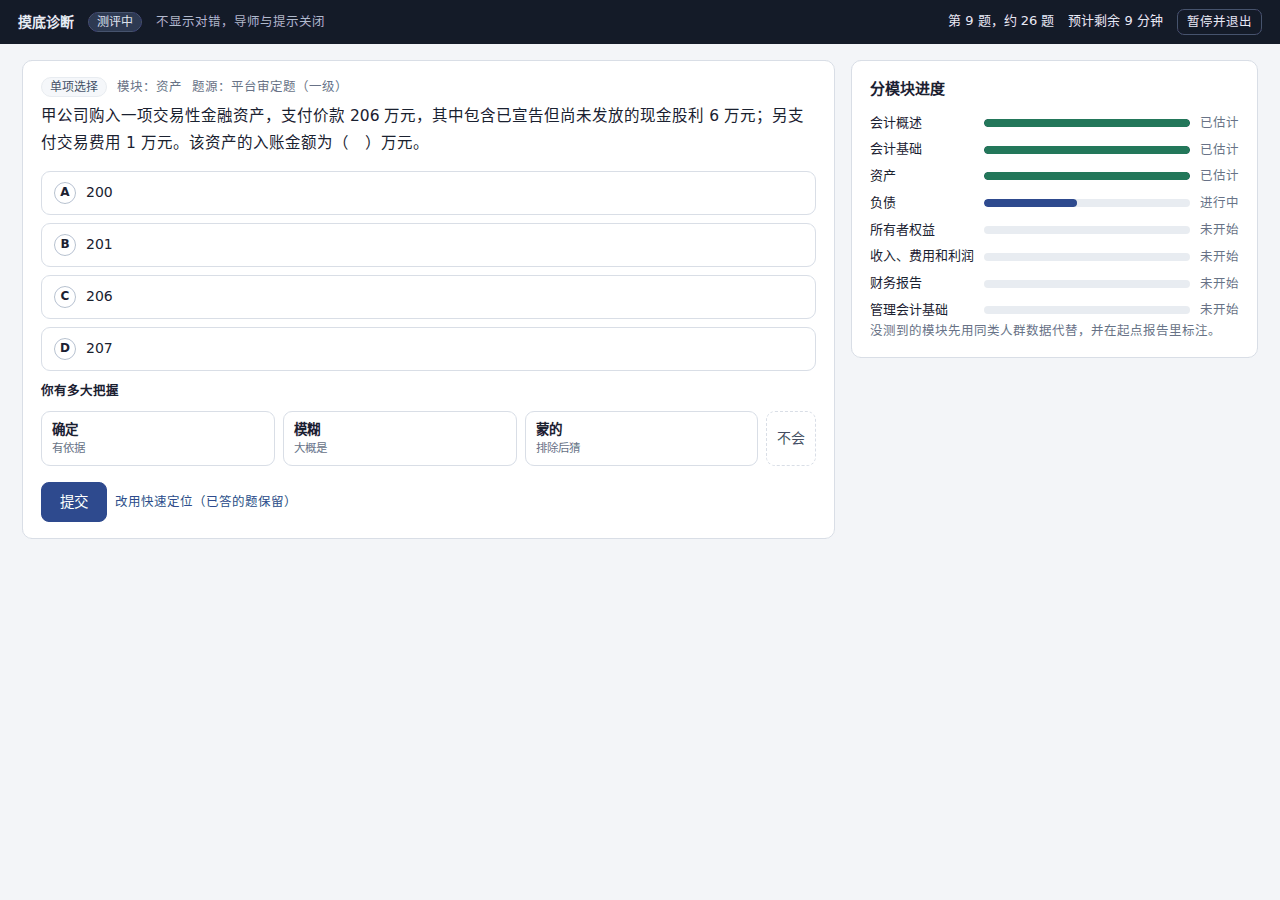 摸底诊断 测评中 不显示对错，导师与提示关闭 第 9 题，约 26 题 预计剩余 9 分钟 暂停并退出
单项选择 模块：资产 题源：平台审定题（一级）
甲公司购入一项交易性金融资产，支付价款 206 万元，其中包含已宣告但尚未发放的现金股利 6 万元；另支
付交易费用 1 万元。该资产的入账金额为（　）万元。
A 200
B 201
C 206
D 207
你有多大把握
确定
有依据
模糊
大概是
蒙的
排除后猜
不会
提交 改用快速定位（已答的题保留）
分模块进度
会计概述 已估计
会计基础 已估计
资产 已估计
负债 进行中
所有者权益 未开始
收入、费用和利润 未开始
财务报告 未开始
管理会计基础 未开始
没测到的模块先用同类人群数据代替，并在起点报告里标注。